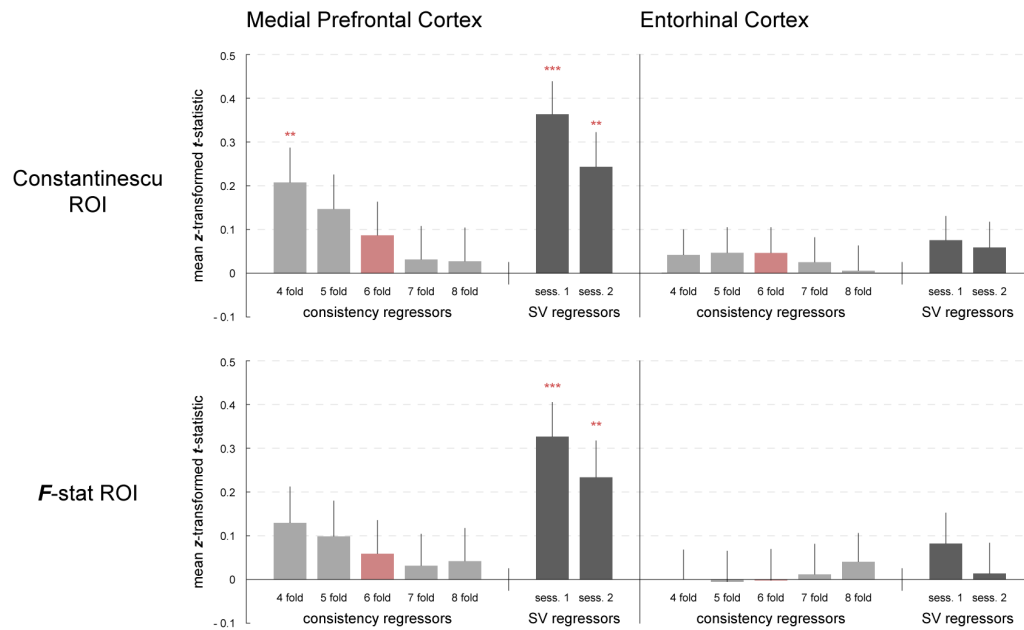 Medial Prefrontal Cortex
Entorhinal Cortex
Constantinescu
ROI
mean z-transformed t-statistic
0.5
0.4
0.3
0.2
0.1
0
- 0.1
**
***
**
4 fold 5 fold 6 fold 7 fold 8 fold sess. 1 sess. 2
consistency regressors SV regressors
4 fold 5 fold 6 fold 7 fold 8 fold sess. 1 sess. 2
consistency regressors SV regressors
F-stat ROI
mean z-transformed t-statistic
0.5
0.4
0.3
0.2
0.1
0
- 0.1
***
**
4 fold 5 fold 6 fold 7 fold 8 fold sess. 1 sess. 2
consistency regressors SV regressors
4 fold 5 fold 6 fold 7 fold 8 fold sess. 1 sess. 2
consistency regressors SV regressors